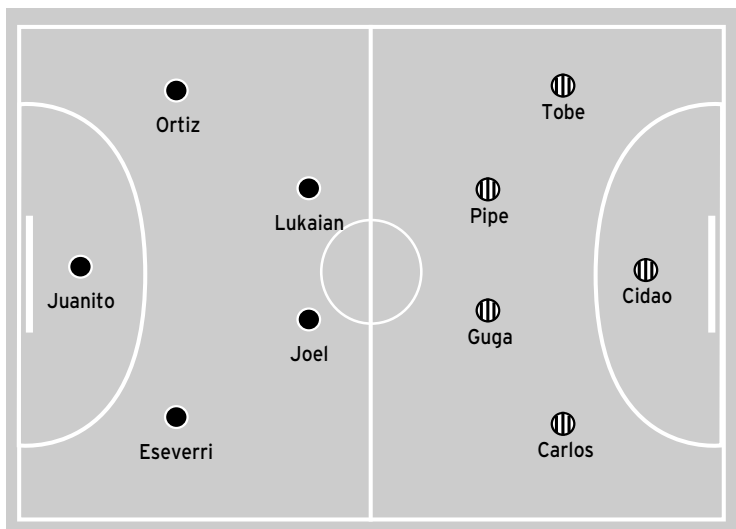 Ortiz
Tobe
Lukaian
Pipe
Juanito
Cidao
Joel
Guga
Eseverri
Carlos